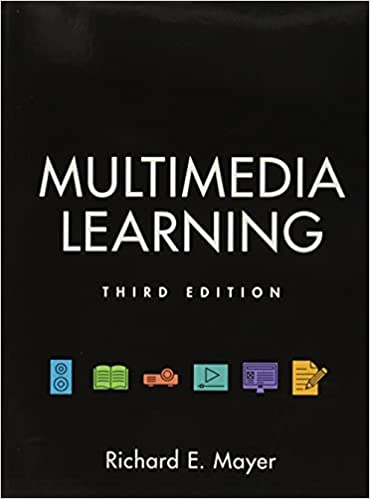 MULTIMEDIA
LEARNING
THIRD EDITION
Richard E. Mayer